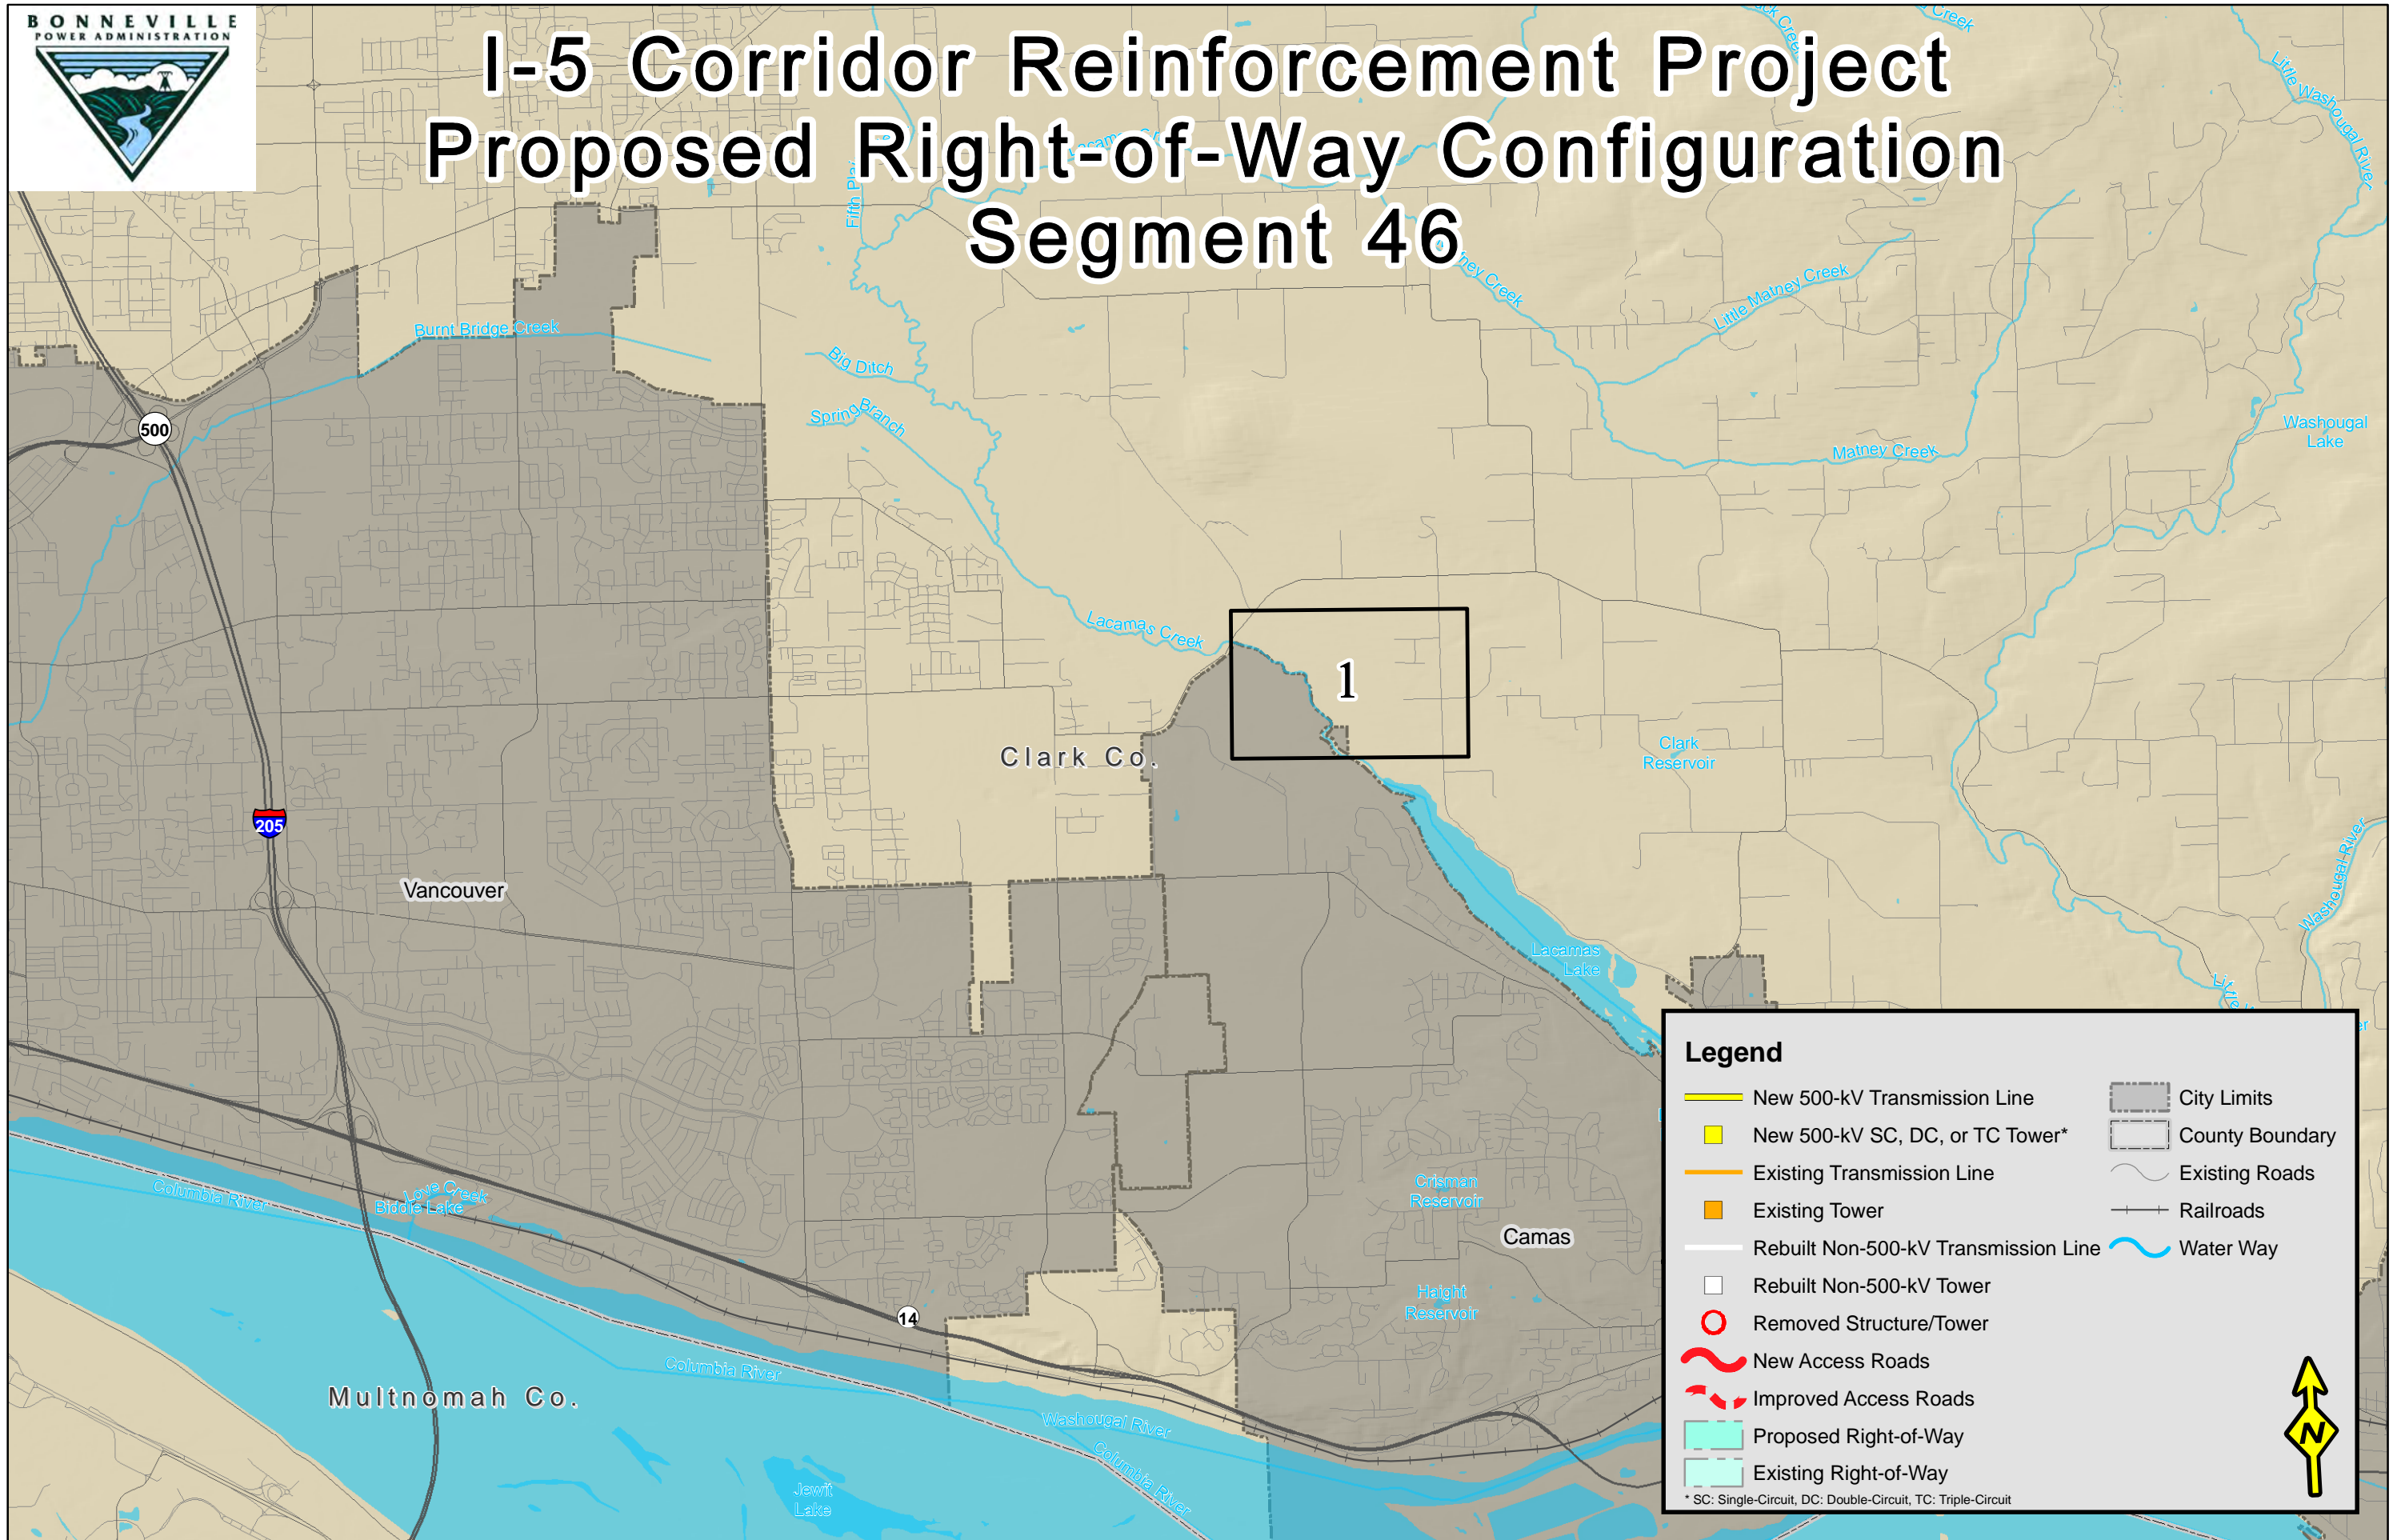 BONNEVILLE
POWER ADMINISTRATION
I-5 Corridor Reinforcement Project
Proposed Right-of-Way Configuration
Segment 46
Creek
Little Washougal River
Lacamas
Fifth
Creek
Little Matney Creek
Burnt Bridge Creek
Big Ditch
Spring Branch
500
Washougal
Lake
Matney Creek
Lacamas Creek
1
Clark Co.
Clark
Reservoir
205
Vancouver
Washougal River
Lacamas
Lake
Columbia River
Love Creek
Biddle Lake
Crisman
Reservoir
Camas
Haight
Reservoir
14
Columbia River
Multnomah Co.
Washougal River
Columbia River
Jewit
Lake
Legend
New 500-kV Transmission Line
New 500-kV SC, DC, or TC Tower*
Existing Transmission Line
Existing Tower
Rebuilt Non-500-kV Transmission Line
Rebuilt Non-500-kV Tower
Removed Structure/Tower
New Access Roads
Improved Access Roads
Proposed Right-of-Way
Existing Right-of-Way
City Limits
County Boundary
Existing Roads
Railroads
Water Way
* SC: Single-Circuit, DC: Double-Circuit, TC: Triple-Circuit
N